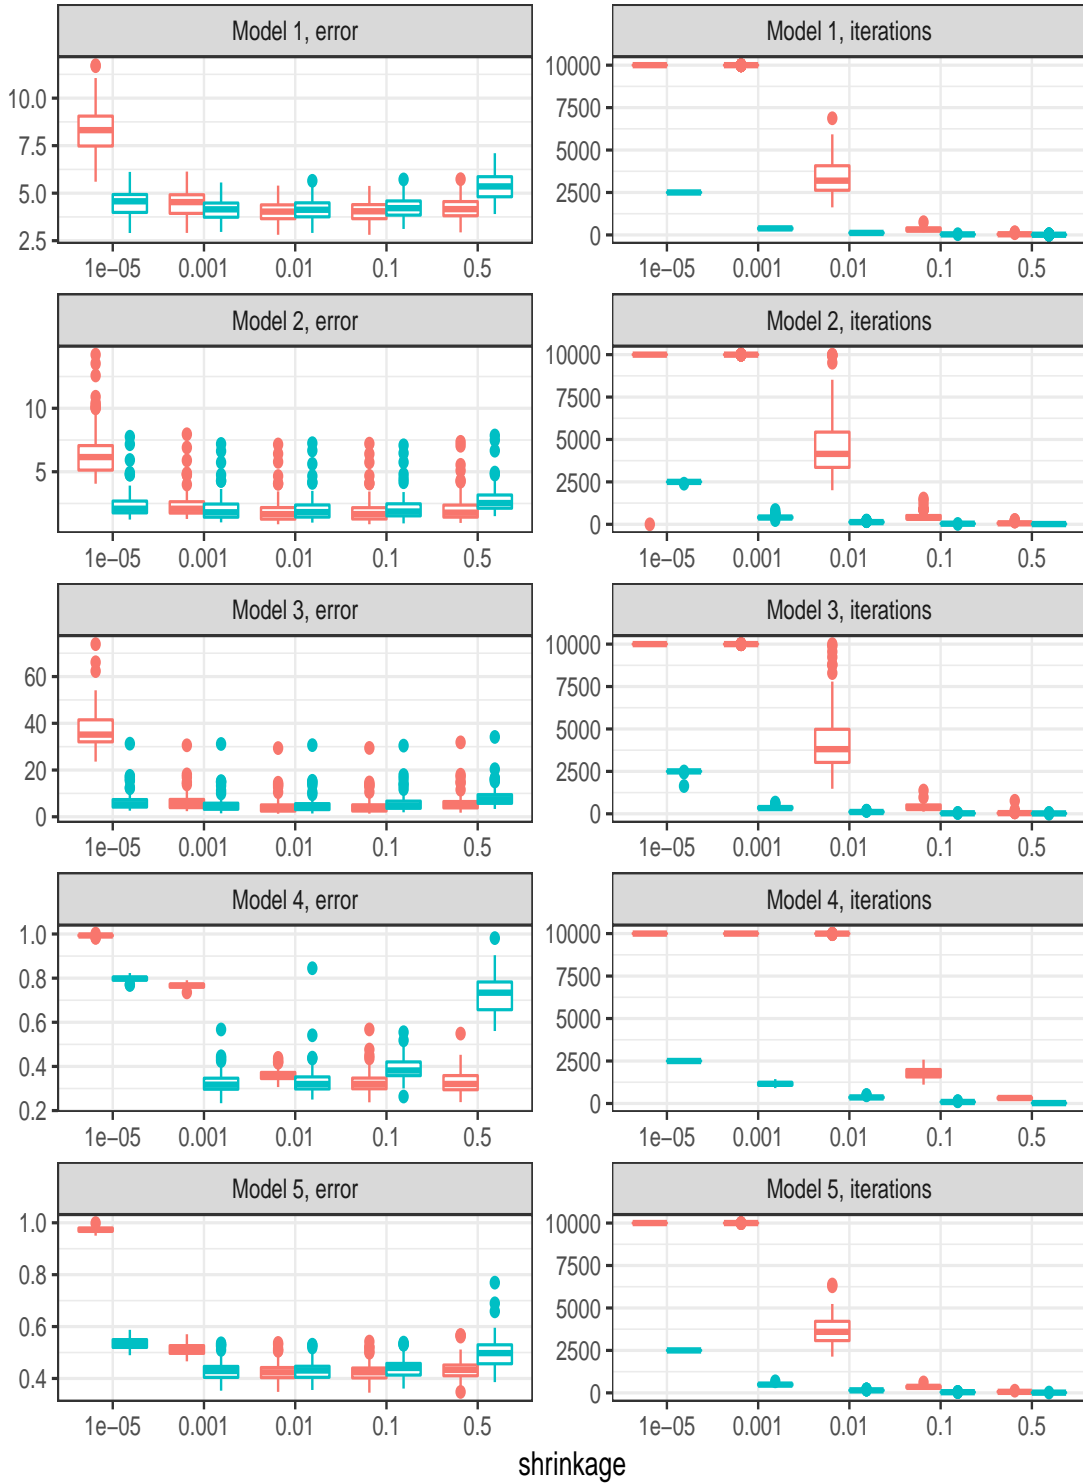 Model 1, error
Model 1, iterations
10.0
7.5
5.0
2.5
1e−05 0.001 0.01 0.1 0.5
10000
7500
5000
2500
0
1e−05 0.001 0.01 0.1 0.5
Model 2, error
Model 2, iterations
10
5
1e−05 0.001 0.01 0.1 0.5
10000
7500
5000
2500
0
1e−05 0.001 0.01 0.1 0.5
Model 3, error
Model 3, iterations
60
40
20
0
1e−05 0.001 0.01 0.1 0.5
10000
7500
5000
2500
0
1e−05 0.001 0.01 0.1 0.5
Model 4, error
Model 4, iterations
1.0
0.8
0.6
0.4
0.2
1e−05 0.001 0.01 0.1 0.5
10000
7500
5000
2500
0
1e−05 0.001 0.01 0.1 0.5
Model 5, error
Model 5, iterations
1.0
0.8
0.6
0.4
1e−05 0.001 0.01 0.1 0.5
10000
7500
5000
2500
0
1e−05 0.001 0.01 0.1 0.5
shrinkage